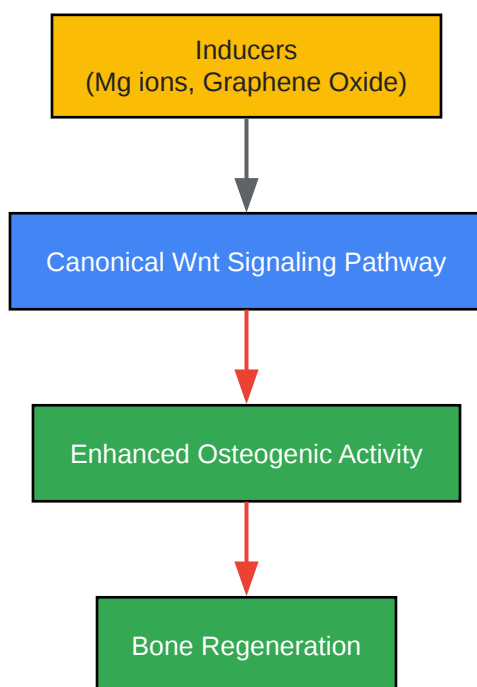 Inducers
(Mg ions, Graphene Oxide)
Canonical Wnt Signaling Pathway
Enhanced Osteogenic Activity
Bone Regeneration